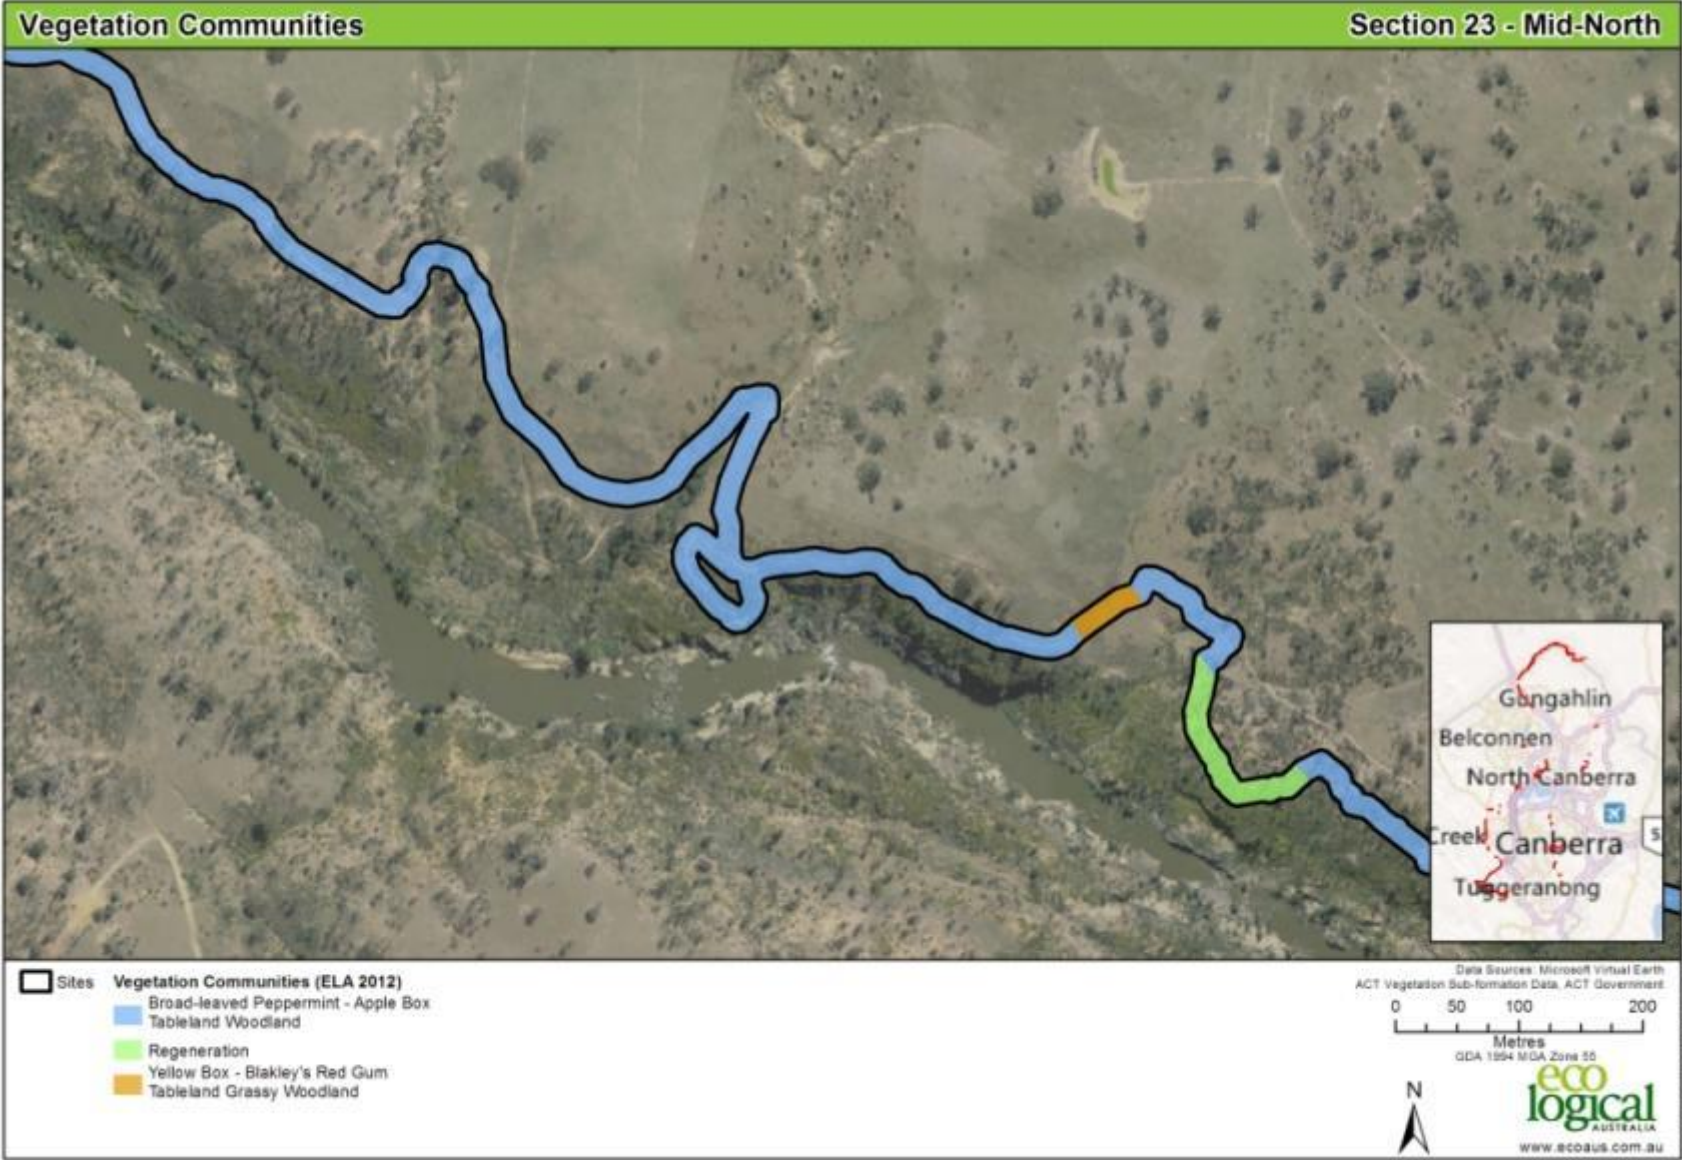 Vegetation Communities
Section 23 - Mid-North
Gungahlin
Belconnen
North Canberra
Creek
Canberra
5
Tuggeranong
Sites
Vegetation Communities (ELA 2012)
Broad-leaved Peppermint - Apple Box
Tableland Woodland
Regeneration
Yellow Box - Blakley's Red Gum
Tableland Grassy Woodland
Data Sources: Microsoft Virtual Earth
ACT Vegetation Sub-formation Data, ACT Government
0 50 100 200
Metres
GDA 1994 MGA Zone 55
N
eco
logical
AUSTRALIA
www.ecoaus.com.au